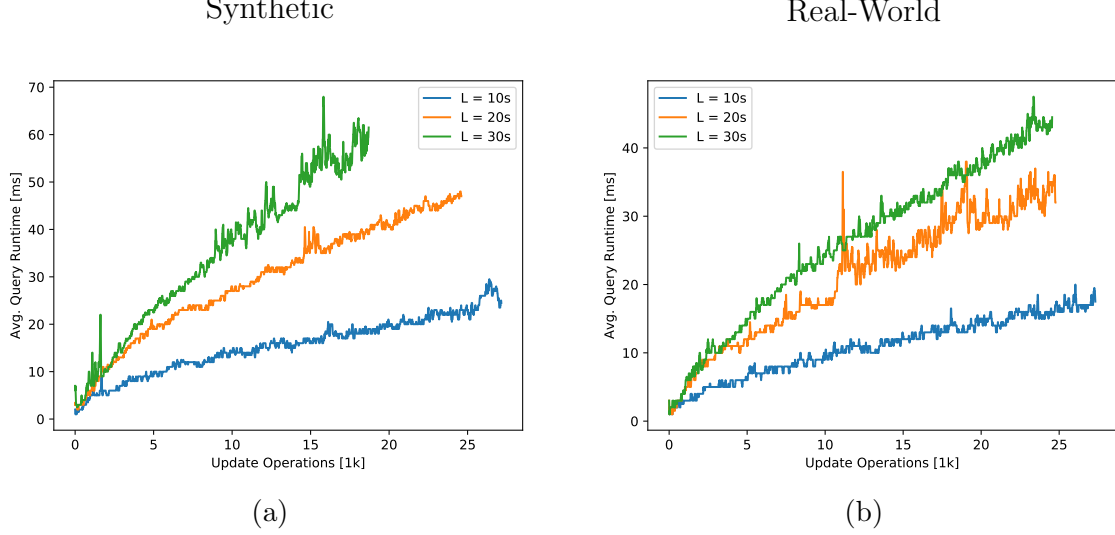 Synthetic
Real-World
70
60
50
40
30
20
10
0
0
5
10
15
20
25
Avg. Query Runtime [ms]
Update Operations [1k]
L = 10s
L = 20s
L = 30s
40
30
20
10
0
0
5
10
15
20
25
Avg. Query Runtime [ms]
Update Operations [1k]
L = 10s
L = 20s
L = 30s
(a)
(b)